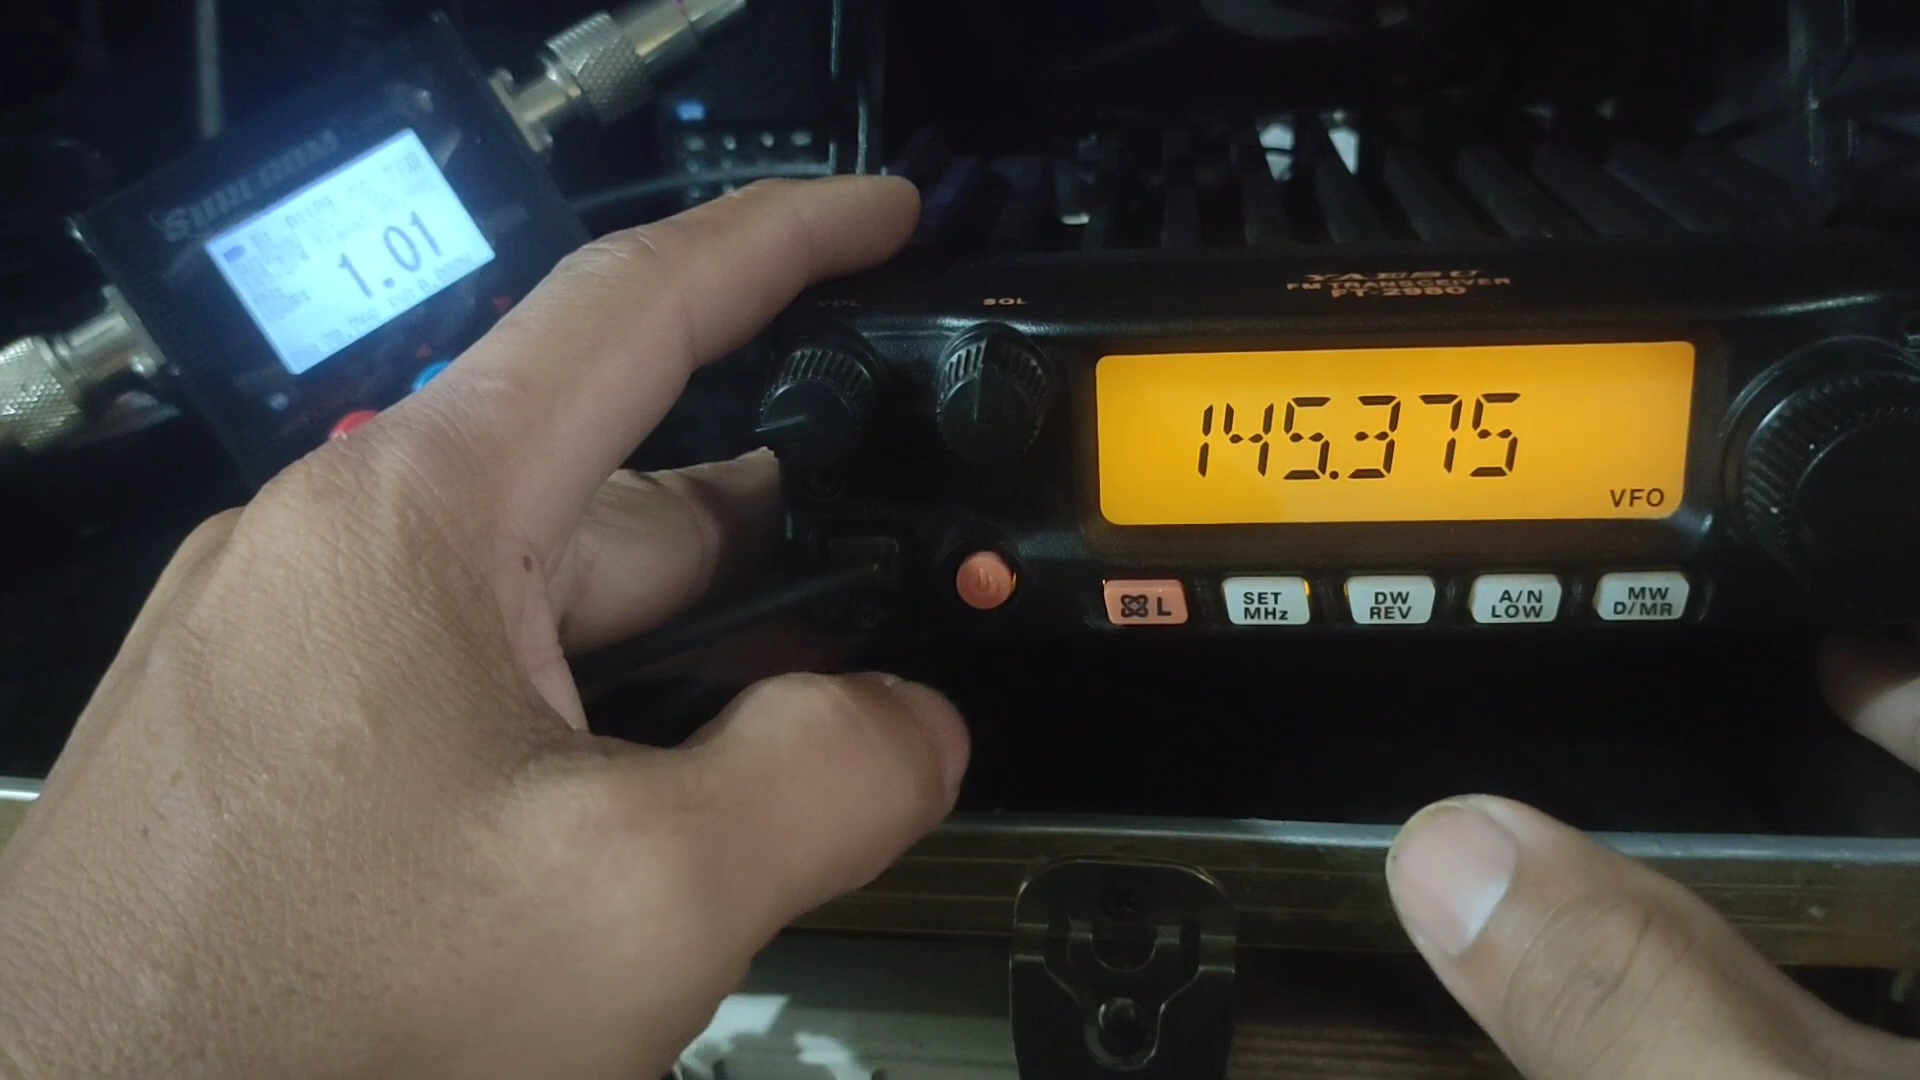 SURECOM
1.01
VOL
SQL
YAESU
FM TRANSCEIVER
FT-2980
145.375
VFO
L
SET
MHz
DW
REV
A/N
LOW
MW
D/MR